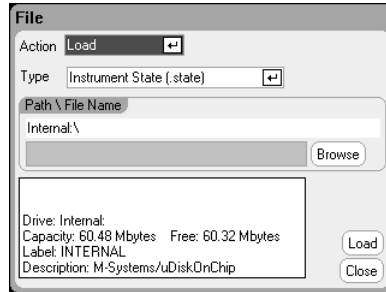 File
Action Load
Type Instrument State (.state)
Path \ File Name
Internal:\
Browse
Drive: Internal:
Capacity: 60.48 Mbytes Free: 60.32 Mbytes
Label: INTERNAL
Description: M-Systems/uDiskOnChip
Load
Close